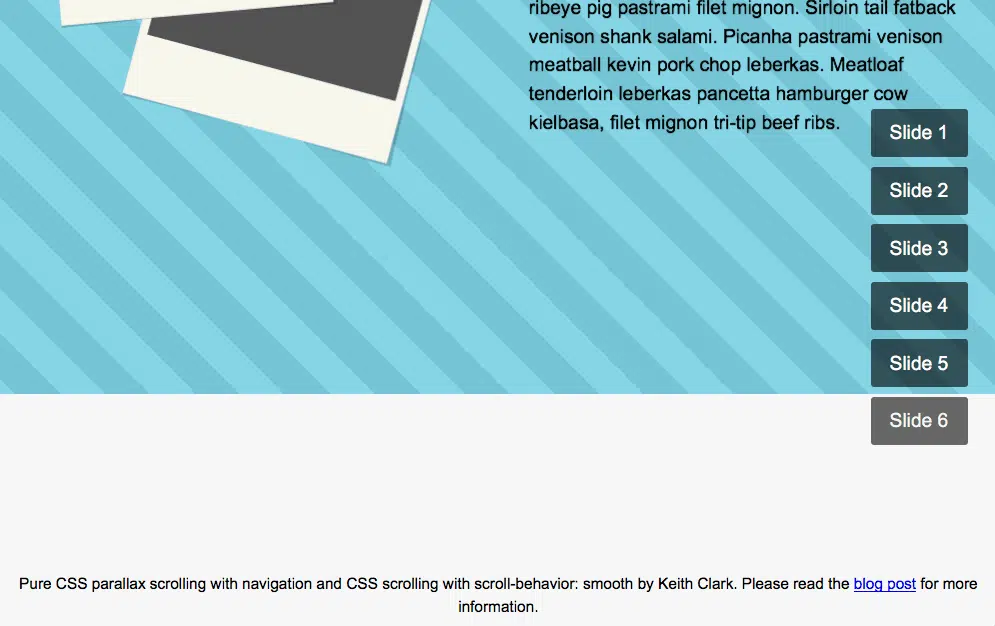 ribeye pig pastrami filet mignon. Sirloin tail fatback
venison shank salami. Picanha pastrami venison
meatball kevin pork chop leberkas. Meatloaf
tenderloin leberkas pancetta hamburger cow
kielbasa, filet mignon tri-tip beef ribs.
Slide 1
Slide 2
Slide 3
Slide 4
Slide 5
Slide 6
Pure CSS parallax scrolling with navigation and CSS scrolling with scroll-behavior: smooth by Keith Clark. Please read the blog post for more
information.